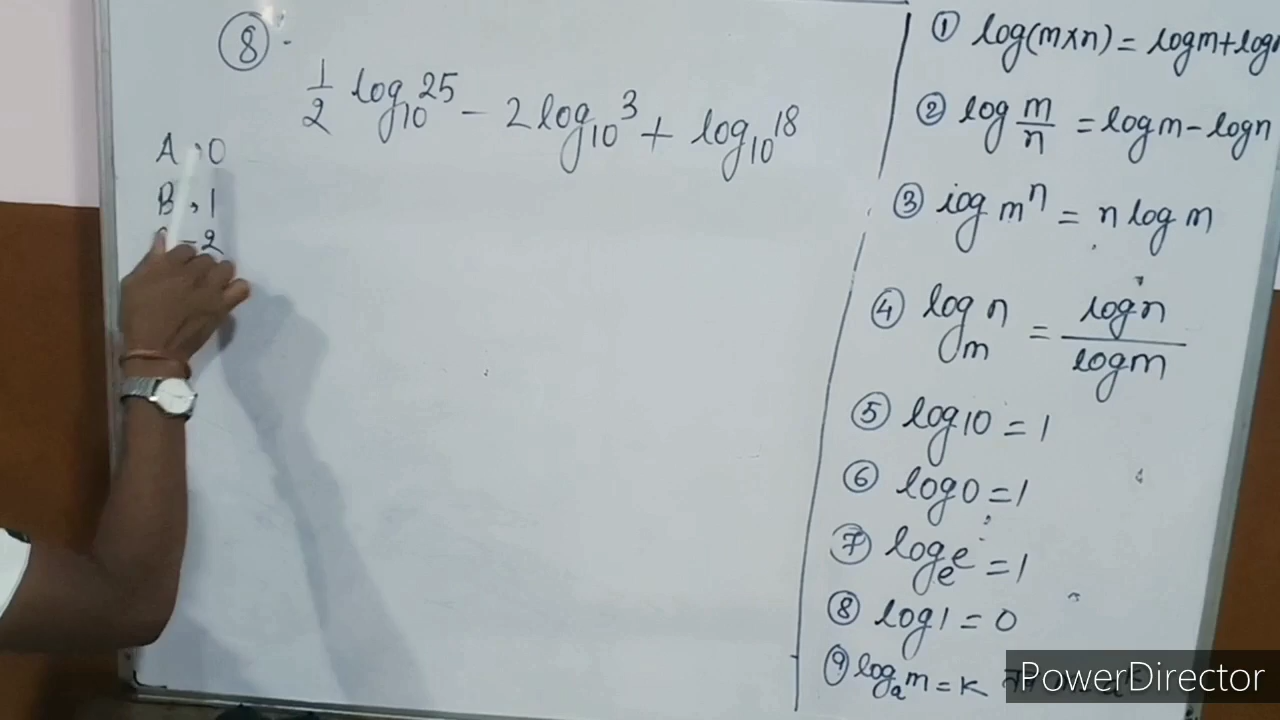 ⑧.
1/2 log₁₀25 − 2 log₁₀3 + log₁₀18
A , 0
B , 1
− 2
① log(m×n) = logm + log
② log m/n = logm − logn
③ log mⁿ = n log m
④ logₘ n = logn / logm
⑤ log10 = 1
⑥ log0 = 1
⑦ logₑe = 1
⑧ log1 = 0
⑨ logₐm = K
PowerDirector